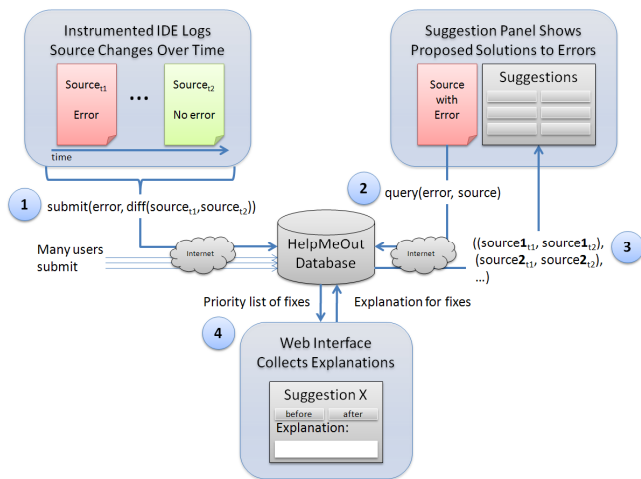 Instrumented IDE Logs
Source Changes Over Time
Source_t1
Error
...
Source_t2
No error
time
Suggestion Panel Shows
Proposed Solutions to Errors
Source
with
Error
Suggestions
1
submit(error, diff(source_t1,source_t2))
2
query(error, source)
Many users
submit
Internet
HelpMeOut
Database
Internet
((source1_t1, source1_t2),
(source2_t1, source2_t2),
…)
3
Priority list of fixes
Explanation for fixes
4
Web Interface
Collects Explanations
Suggestion X
before
after
Explanation: